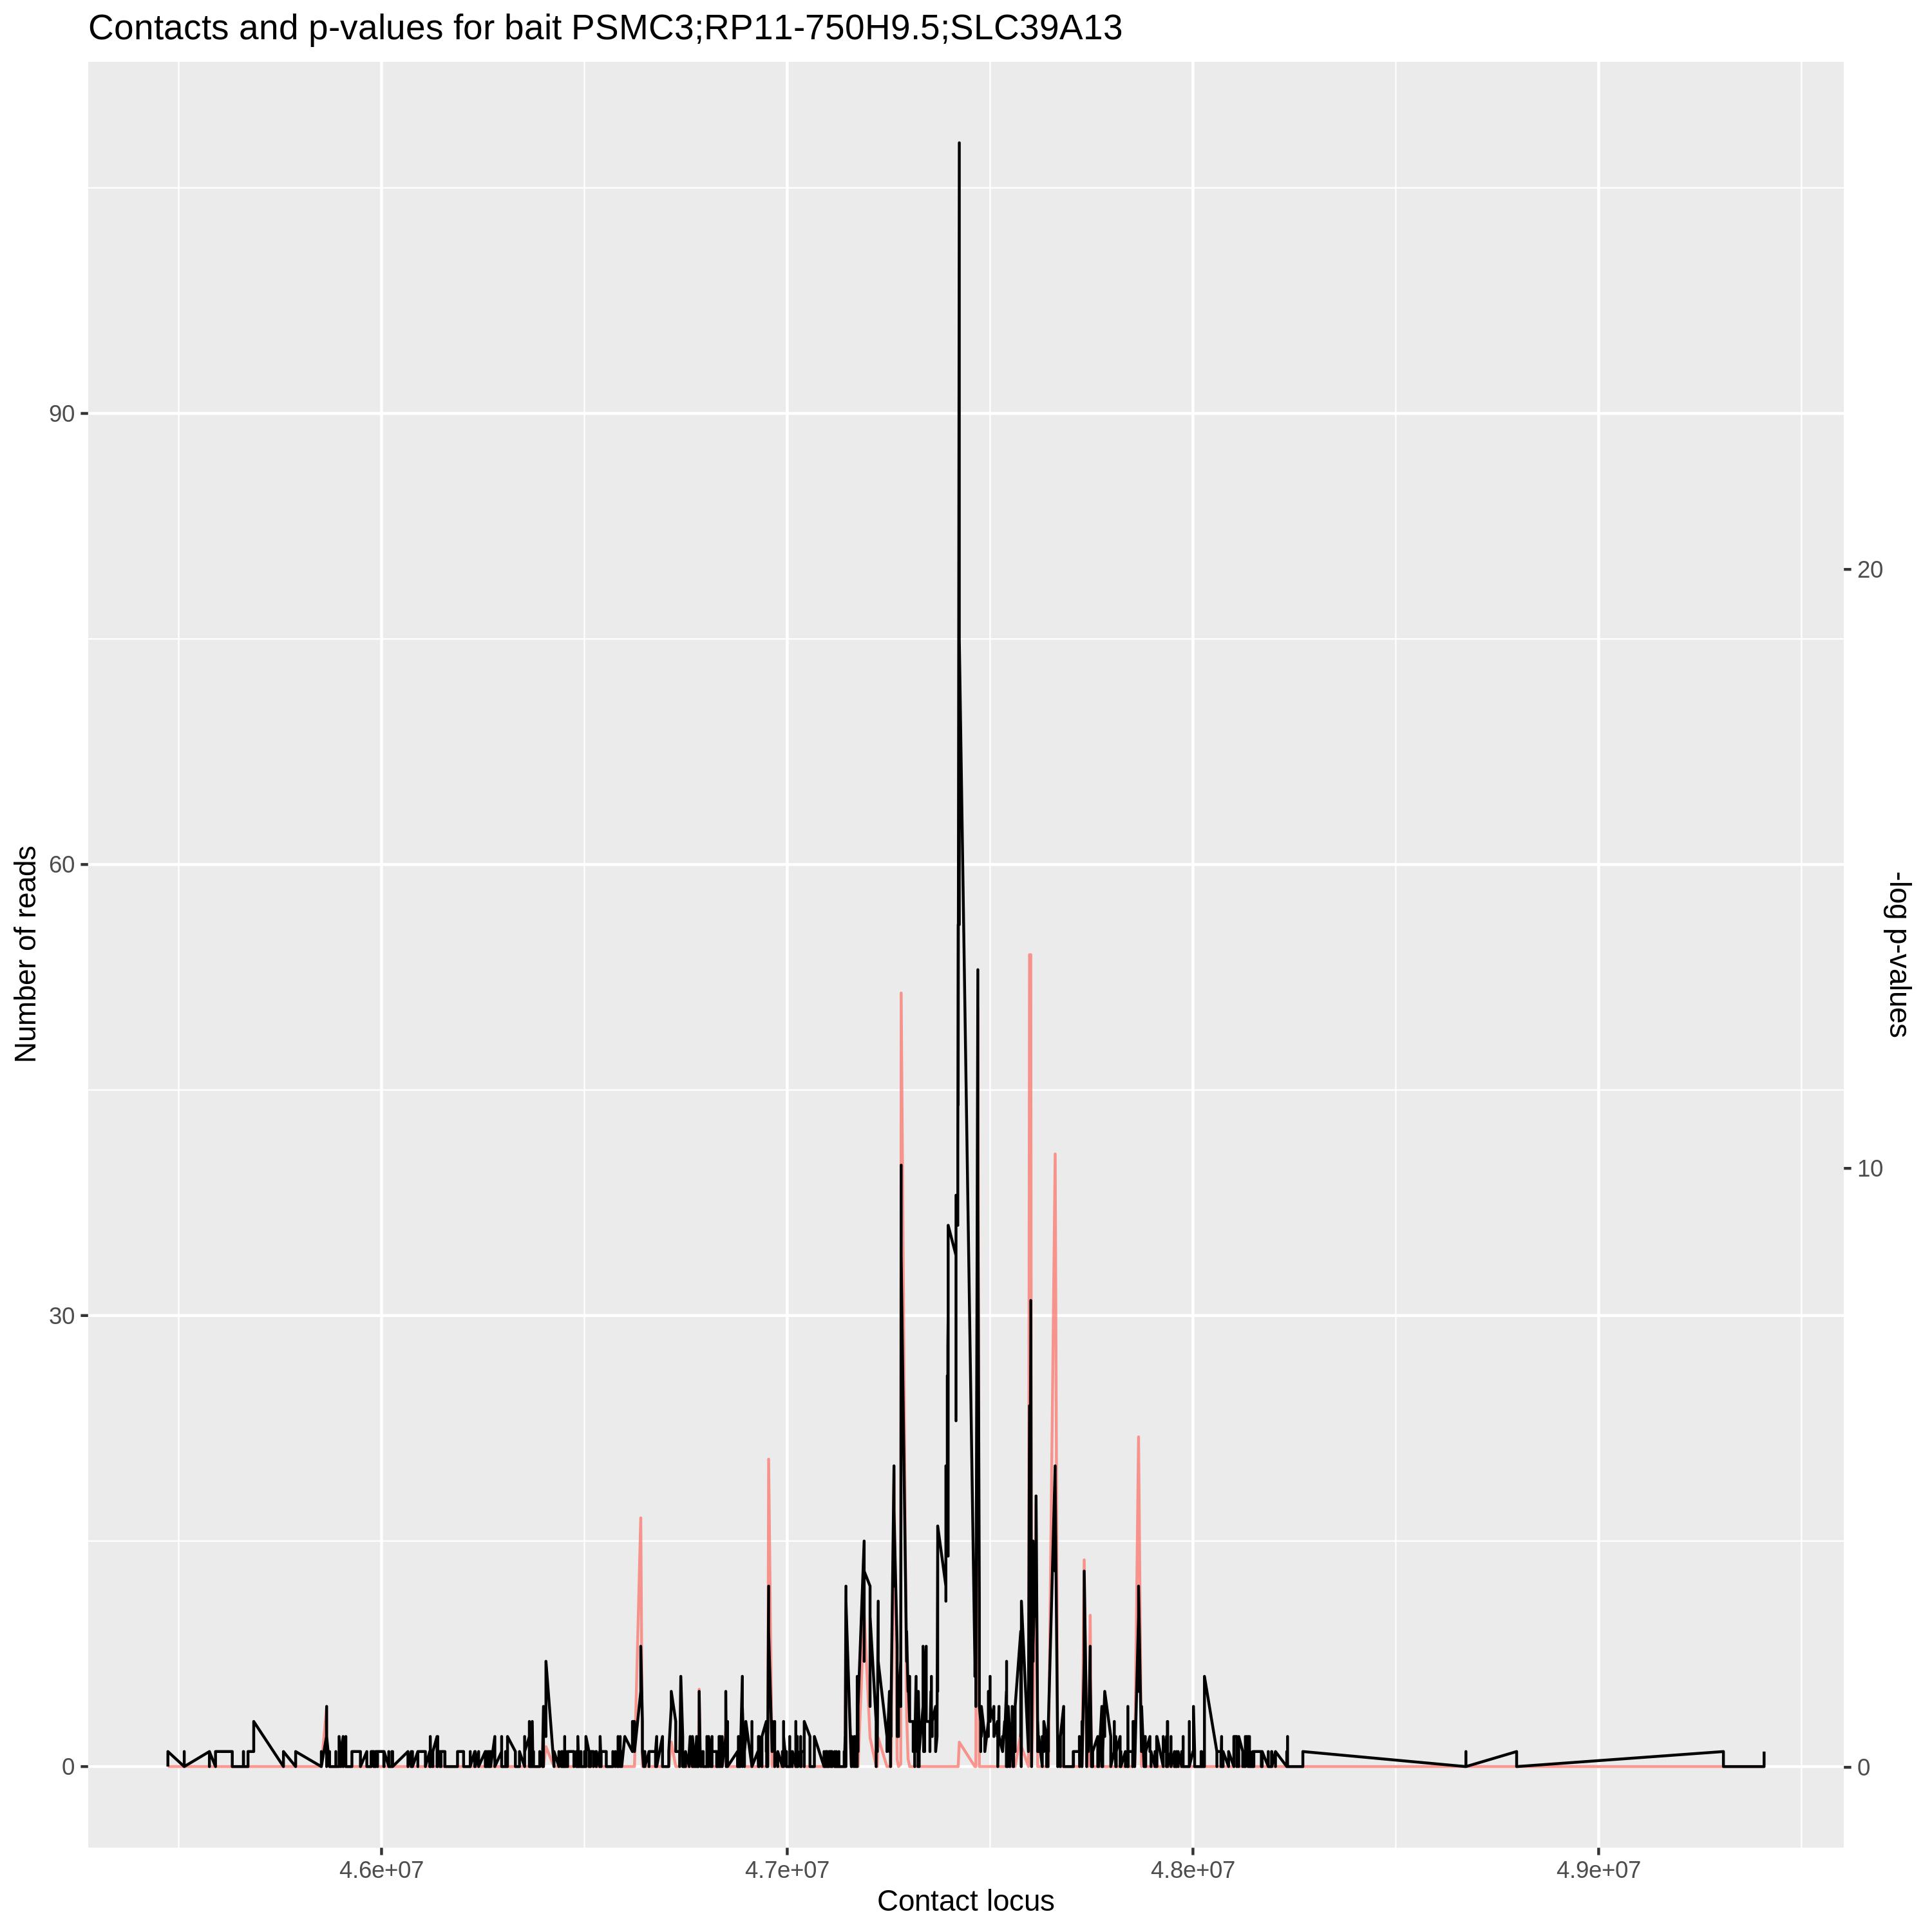 Contacts and p-values for bait PSMC3;RP11-750H9.5;SLC39A13
90
60
30
0
Number of reads
20
10
0
-log p-values
4.6e+07
4.7e+07
4.8e+07
4.9e+07
Contact locus